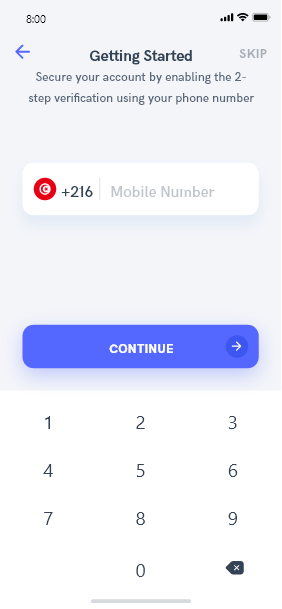 8:00
Getting Started
SKIP
Secure your account by enabling the 2-
step verification using your phone number
+216 Mobile Number
CONTINUE
1 2 3
4 5 6
7 8 9
0